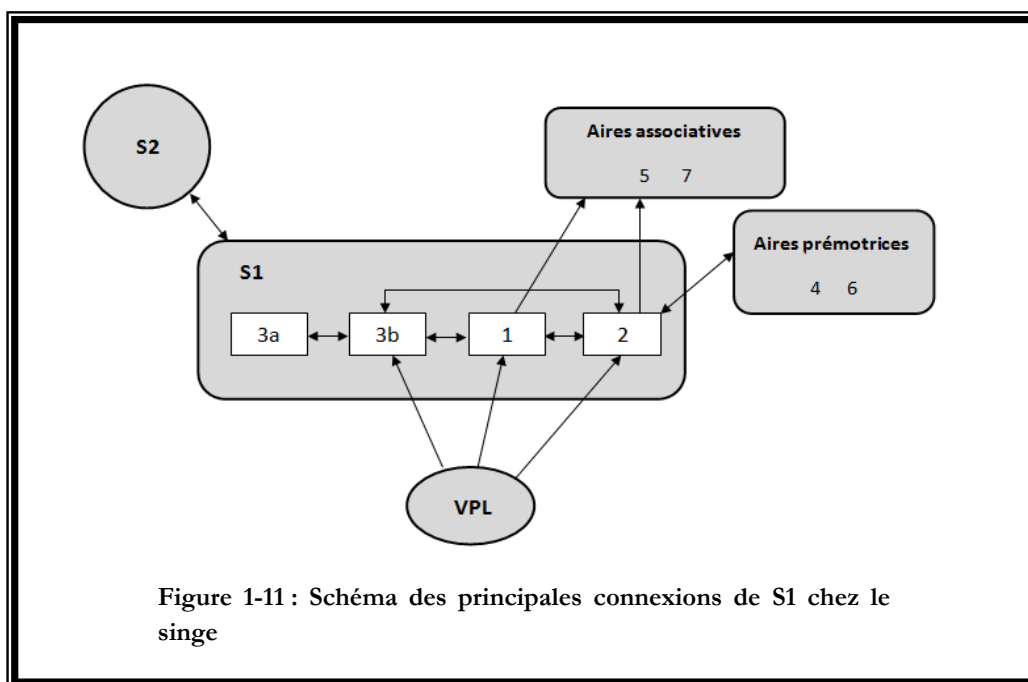 S2
Aires associatives
5 7
Aires prémotrices
4 6
S1
3a 3b 1 2
VPL
Figure 1-11 : Schéma des principales connexions de S1 chez le
singe